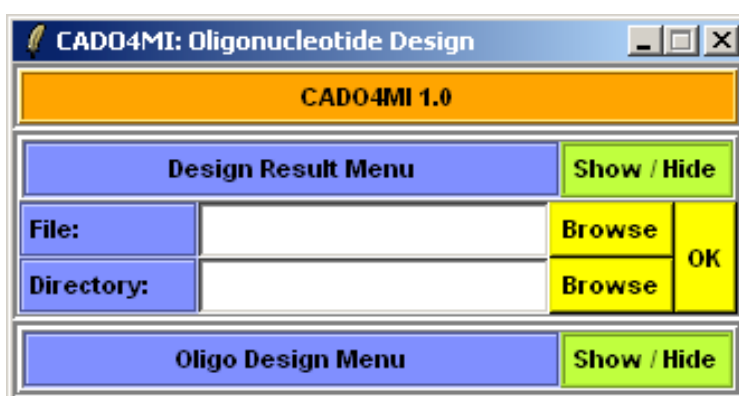 CADO4MI: Oligonucleotide Design
CADO4MI 1.0
Design Result Menu Show / Hide
File: Browse
OK
Directory: Browse
Oligo Design Menu Show / Hide